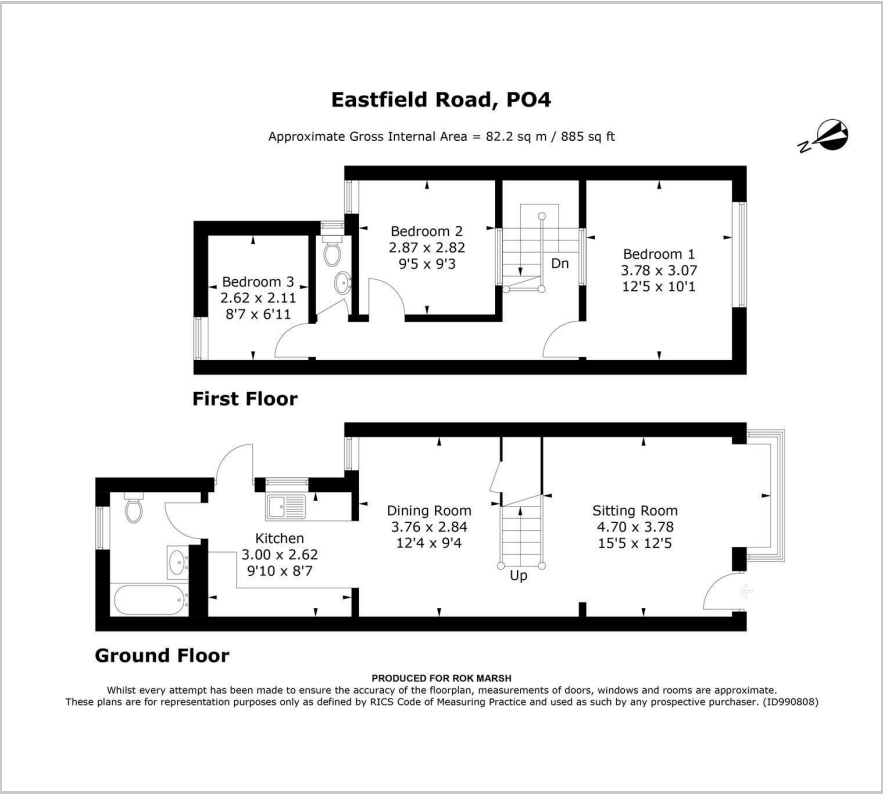 Eastfield Road, PO4
Approximate Gross Internal Area = 82.2 sq m / 885 sq ft
N
Bedroom 2
2.87 x 2.82
9'5 x 9'3
Bedroom 1
3.78 x 3.07
12'5 x 10'1
Dn
Bedroom 3
2.62 x 2.11
8'7 x 6'11
First Floor
Dining Room
3.76 x 2.84
12'4 x 9'4
Sitting Room
4.70 x 3.78
15'5 x 12'5
Kitchen
3.00 x 2.62
9'10 x 8'7
Up
Ground Floor
PRODUCED FOR ROK MARSH
Whilst every attempt has been made to ensure the accuracy of the floorplan, measurements of doors, windows and rooms are approximate.
These plans are for representation purposes only as defined by RICS Code of Measuring Practice and used as such by any prospective purchaser. (ID990808)